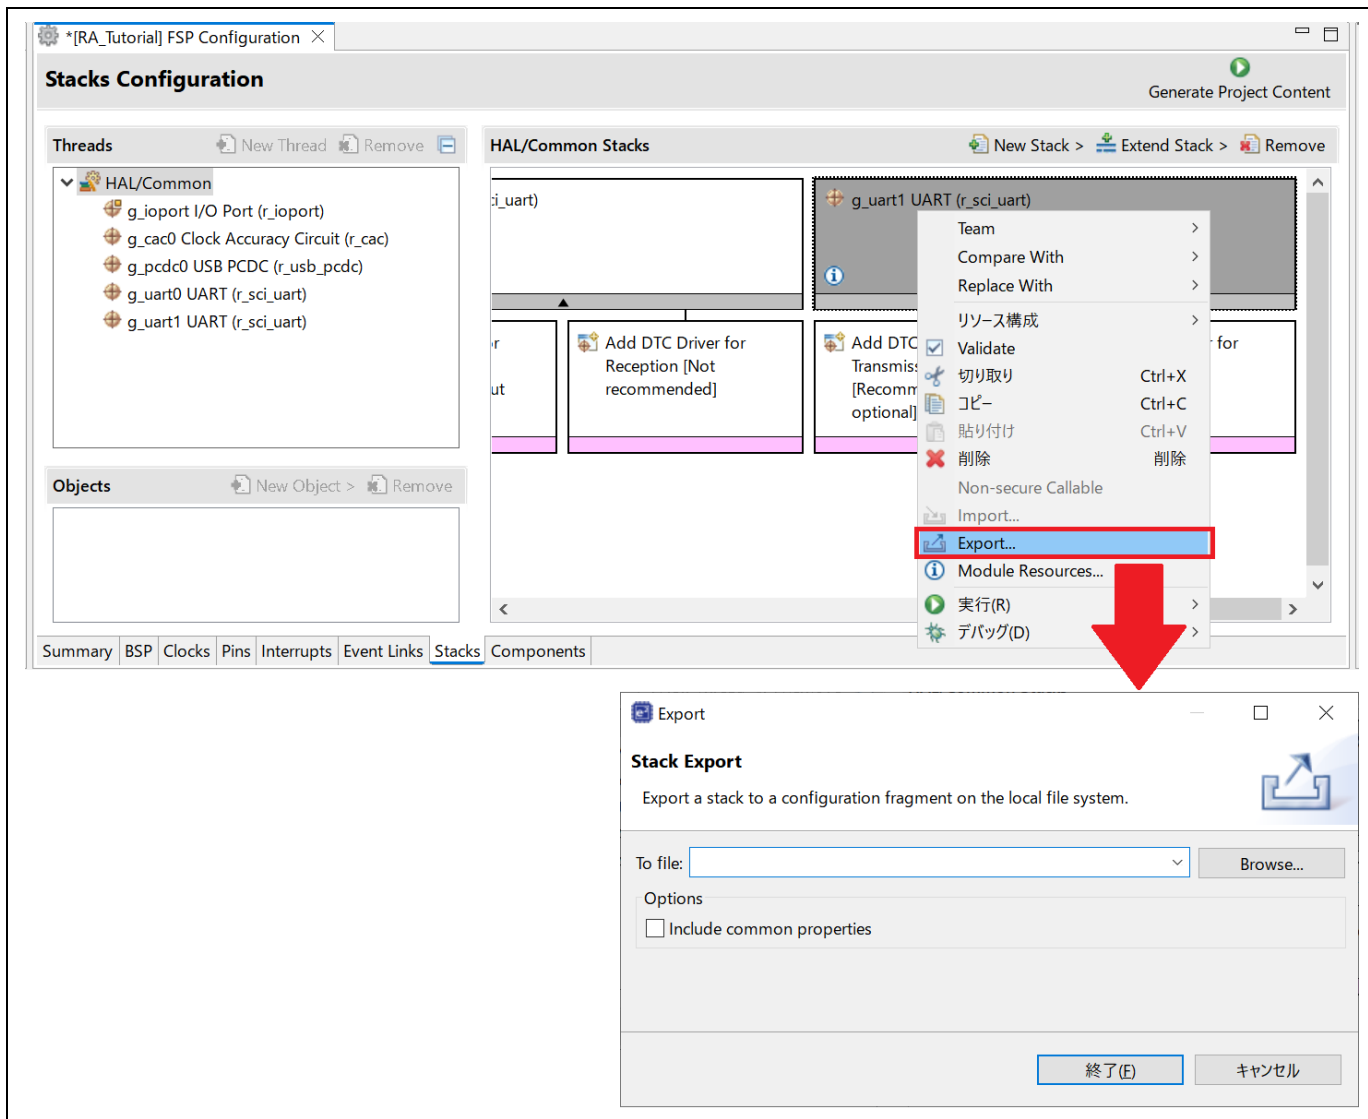 *[RA_Tutorial] FSP Configuration
Stacks Configuration
Generate Project Content
Threads
New Thread
Remove
HAL/Common
g_ioport I/O Port (r_ioport)
g_cac0 Clock Accuracy Circuit (r_cac)
g_pcdc0 USB PCDC (r_usb_pcdc)
g_uart0 UART (r_sci_uart)
g_uart1 UART (r_sci_uart)
Objects
New Object >
Remove
HAL/Common Stacks
New Stack >
Extend Stack >
Remove
ci_uart)
g_uart1 UART (r_sci_uart)
or
ut
Add DTC Driver for
Reception [Not
recommended]
Add DTC
Transmiss
[Recomm
optional]
r for
Team
Compare With
Replace With
リソース構成
Validate
切り取り Ctrl+X
コピー Ctrl+C
貼り付け Ctrl+V
削除 削除
Non-secure Callable
Import...
Export...
Module Resources...
実行(R)
デバッグ(D)
Summary BSP Clocks Pins Interrupts Event Links Stacks Components
Export
Stack Export
Export a stack to a configuration fragment on the local file system.
To file:
Browse...
Options
Include common properties
終了(F)
キャンセル